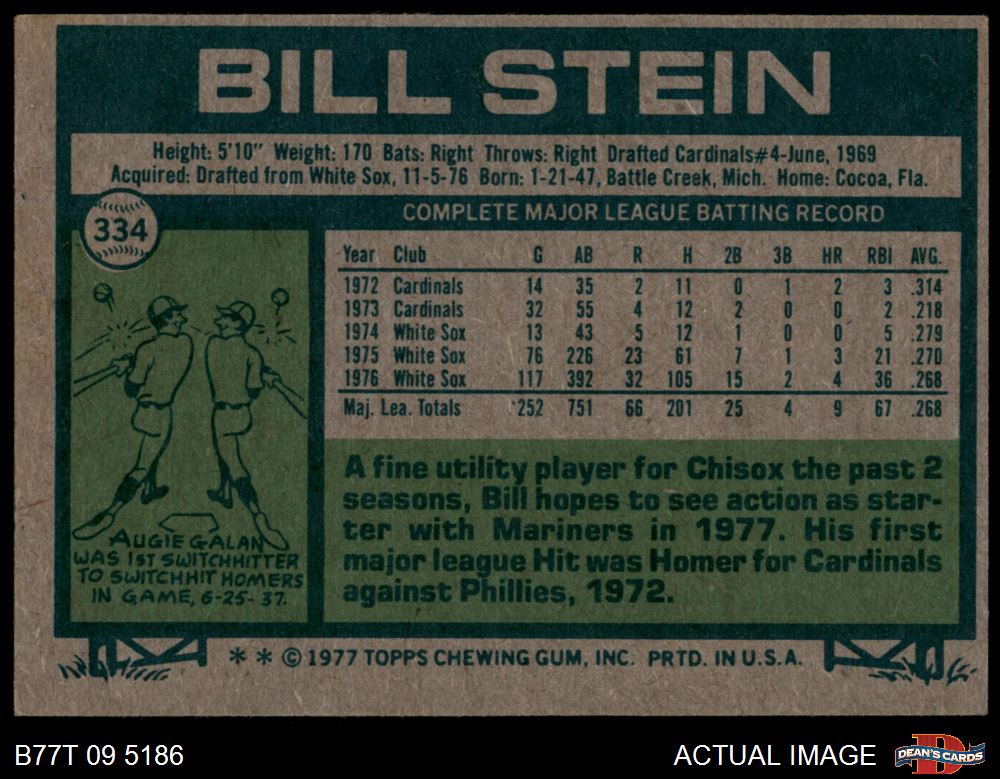 BILL STEIN
Height: 5'10" Weight: 170 Bats: Right Throws: Right Drafted Cardinals#4-June, 1969
Acquired: Drafted from White Sox, 11-5-76 Born: 1-21-47, Battle Creek, Mich. Home: Cocoa, Fla.
334
COMPLETE MAJOR LEAGUE BATTING RECORD
Year Club G AB R H 2B 3B HR RBI AVG.
1972 Cardinals 14 35 2 11 0 1 2 3 .314
1973 Cardinals 32 55 4 12 2 0 0 2 .218
1974 White Sox 13 43 5 12 1 0 0 5 .279
1975 White Sox 76 226 23 61 7 1 3 21 .270
1976 White Sox 117 392 32 105 15 2 4 36 .268
Maj. Lea. Totals 252 751 66 201 25 4 9 67 .268
A fine utility player for Chisox the past 2
seasons, Bill hopes to see action as star-
ter with Mariners in 1977. His first
major league Hit was Homer for Cardinals
against Phillies, 1972.
AUGIE GALAN
WAS 1ST SWITCHHITTER
TO SWITCHHIT HOMERS
IN GAME, 6-25-37.
* * © 1977 TOPPS CHEWING GUM, INC. PRTD. IN U.S.A.
B77T 09 5186
ACTUAL IMAGE
D
DEAN'S CARDS